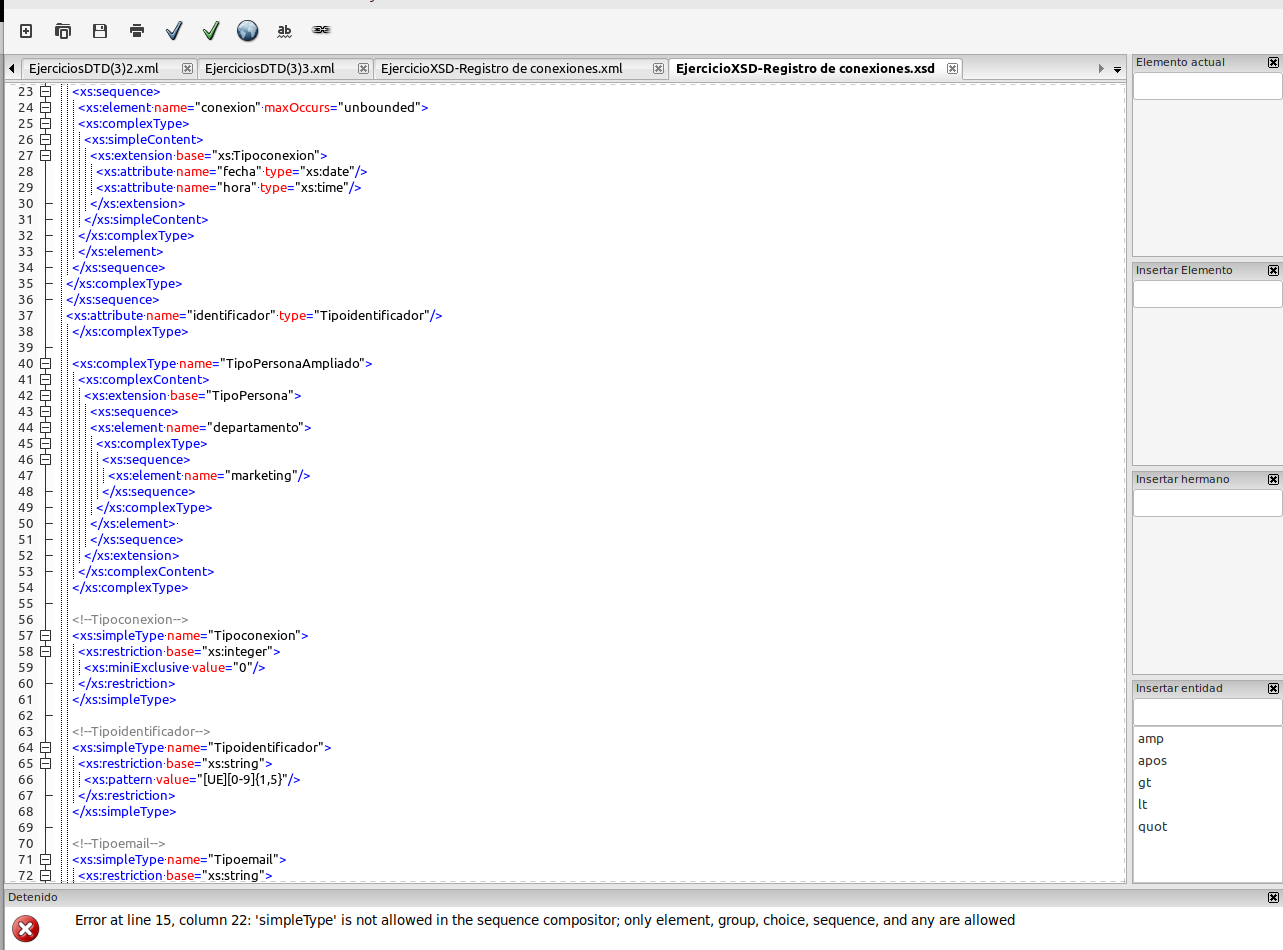 ab
EjerciciosDTD(3)2.xml
EjerciciosDTD(3)3.xml
EjercicioXSD-Registro de conexiones.xml
EjercicioXSD-Registro de conexiones.xsd
23 <xs:sequence>
24 <xs:element name="conexion" maxOccurs="unbounded">
25 <xs:complexType>
26 <xs:simpleContent>
27 <xs:extension base="xs:Tipoconexion">
28 <xs:attribute name="fecha" type="xs:date"/>
29 <xs:attribute name="hora" type="xs:time"/>
30 </xs:extension>
31 </xs:simpleContent>
32 </xs:complexType>
33 </xs:element>
34 </xs:sequence>
35 </xs:complexType>
36 </xs:sequence>
37 <xs:attribute name="identificador" type="Tipoidentificador"/>
38 </xs:complexType>
39
40 <xs:complexType name="TipoPersonaAmpliado">
41 <xs:complexContent>
42 <xs:extension base="TipoPersona">
43 <xs:sequence>
44 <xs:element name="departamento">
45 <xs:complexType>
46 <xs:sequence>
47 <xs:element name="marketing"/>
48 </xs:sequence>
49 </xs:complexType>
50 </xs:element>
51 </xs:sequence>
52 </xs:extension>
53 </xs:complexContent>
54 </xs:complexType>
55
56 <!--Tipoconexion-->
57 <xs:simpleType name="Tipoconexion">
58 <xs:restriction base="xs:integer">
59 <xs:miniExclusive value="0"/>
60 </xs:restriction>
61 </xs:simpleType>
62
63 <!--Tipoidentificador-->
64 <xs:simpleType name="Tipoidentificador">
65 <xs:restriction base="xs:string">
66 <xs:pattern value="[UE][0-9]{1,5}"/>
67 </xs:restriction>
68 </xs:simpleType>
69
70 <!--Tipoemail-->
71 <xs:simpleType name="Tipoemail">
72 <xs:restriction base="xs:string">
Elemento actual
Insertar Elemento
Insertar hermano
Insertar entidad
amp
apos
gt
lt
quot
Detenido
Error at line 15, column 22: 'simpleType' is not allowed in the sequence compositor; only element, group, choice, sequence, and any are allowed